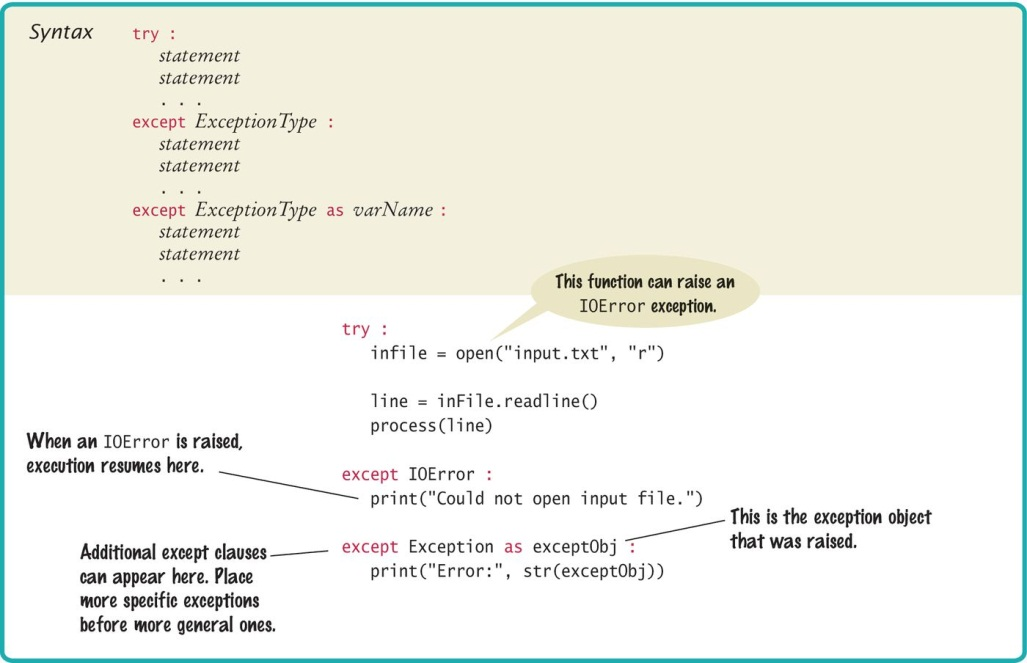 Syntax
try :
statement
statement
. . .
except ExceptionType :
statement
statement
. . .
except ExceptionType as varName :
statement
statement
. . .
This function can raise an
IOError exception.
try :
infile = open("input.txt", "r")
line = inFile.readline()
process(line)
When an IOError is raised,
execution resumes here.
except IOError :
print("Could not open input file.")
This is the exception object
that was raised.
except Exception as exceptObj :
print("Error:", str(exceptObj))
Additional except clauses
can appear here. Place
more specific exceptions
before more general ones.